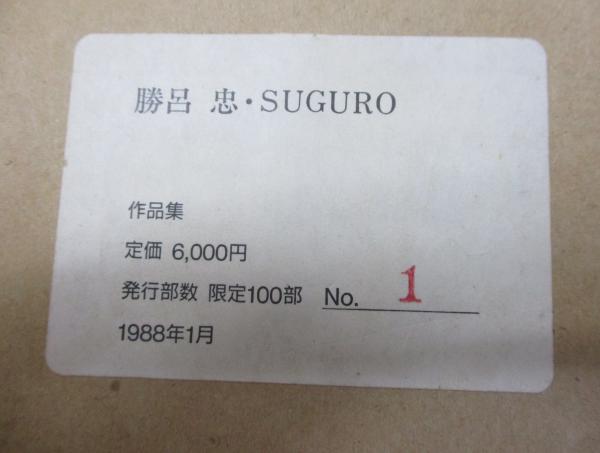 勝呂 忠・SUGURO
作品集
定価 6,000円
発行部数 限定100部 No. 1
1988年1月